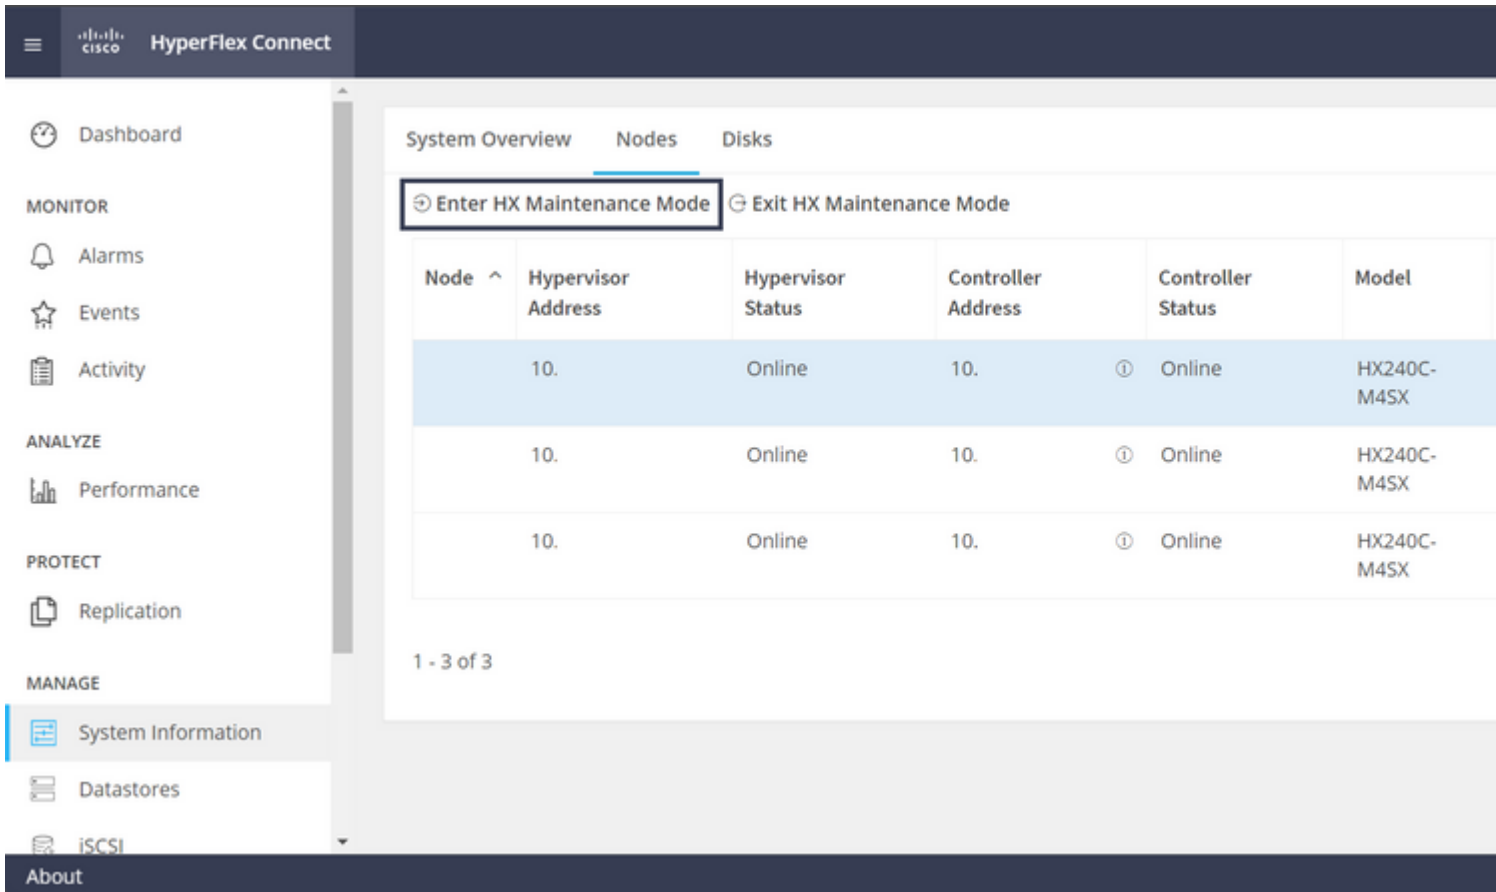 cisco HyperFlex Connect
Dashboard
MONITOR
Alarms
Events
Activity
ANALYZE
Performance
PROTECT
Replication
MANAGE
System Information
Datastores
iSCSI
About
System Overview Nodes Disks
Enter HX Maintenance Mode Exit HX Maintenance Mode
Node Hypervisor Address Hypervisor Status Controller Address Controller Status Model
10. Online 10. Online HX240C-
M4SX
10. Online 10. Online HX240C-
M4SX
10. Online 10. Online HX240C-
M4SX
1 - 3 of 3